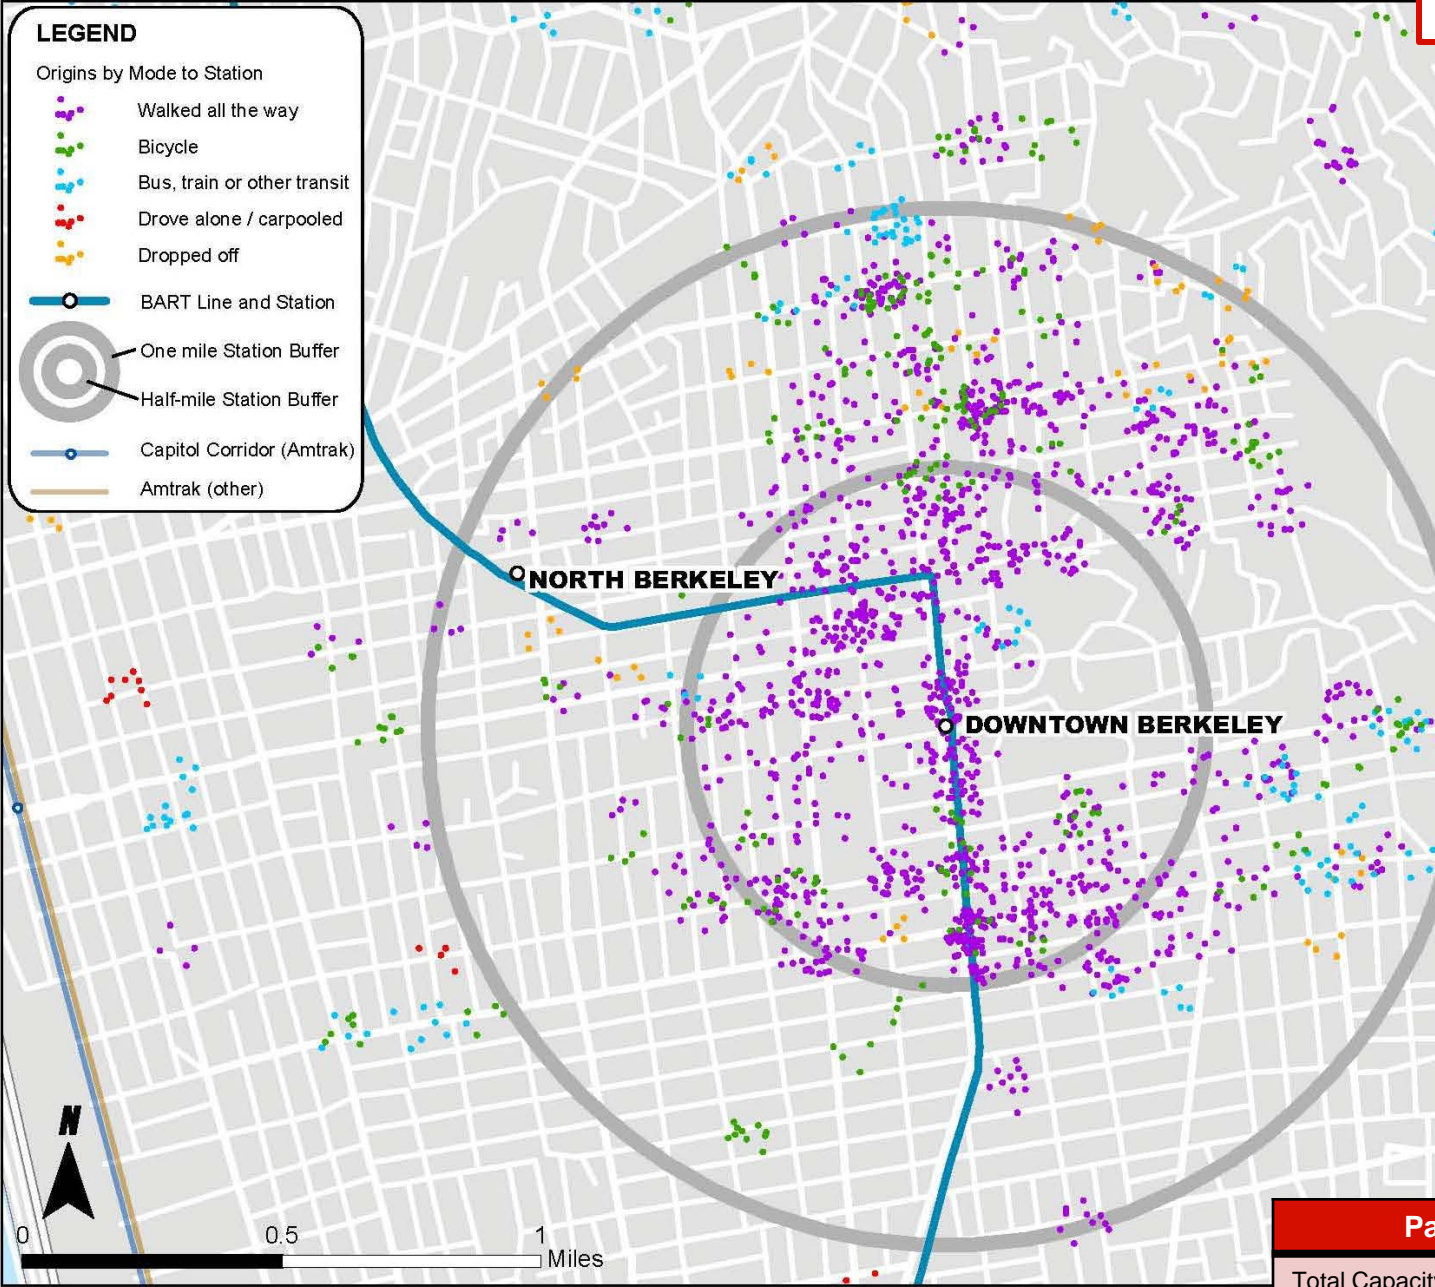 LEGEND
Origins by Mode to Station
Walked all the way
Bicycle
Bus, train or other transit
Drove alone / carpooled
Dropped off
BART Line and Station
One mile Station Buffer
Half-mile Station Buffer
Capitol Corridor (Amtrak)
Amtrak (other)
NORTH BERKELEY
DOWNTOWN BERKELEY
N
0 0.5 1
Miles
Pa
Total Capacit